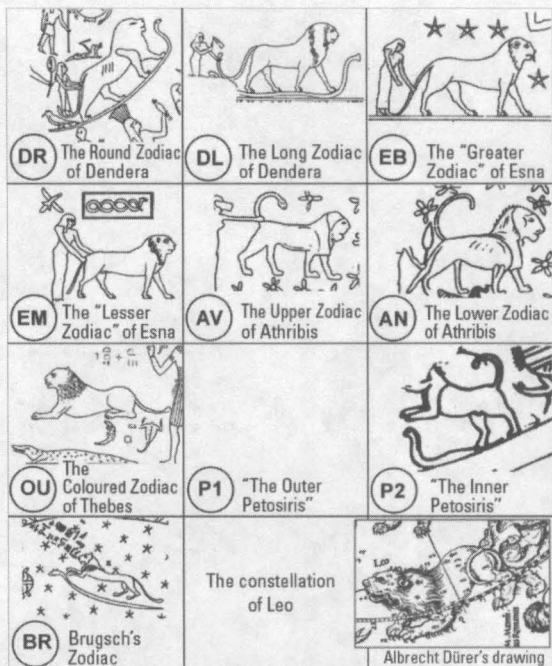 DR The Round Zodiac
of Dendera
DL The Long Zodiac
of Dendera
EB The "Greater
Zodiac" of Esna
EM The "Lesser
Zodiac" of Esna
AV The Upper Zodiac
of Athribis
AN The Lower Zodiac
of Athribis
OU The
Coloured Zodiac
of Thebes
P1 "The Outer
Petosiris"
P2 "The Inner
Petosiris"
BR Brugsch's
Zodiac
The constellation
of Leo
Leo
Albrecht Dürer's drawing